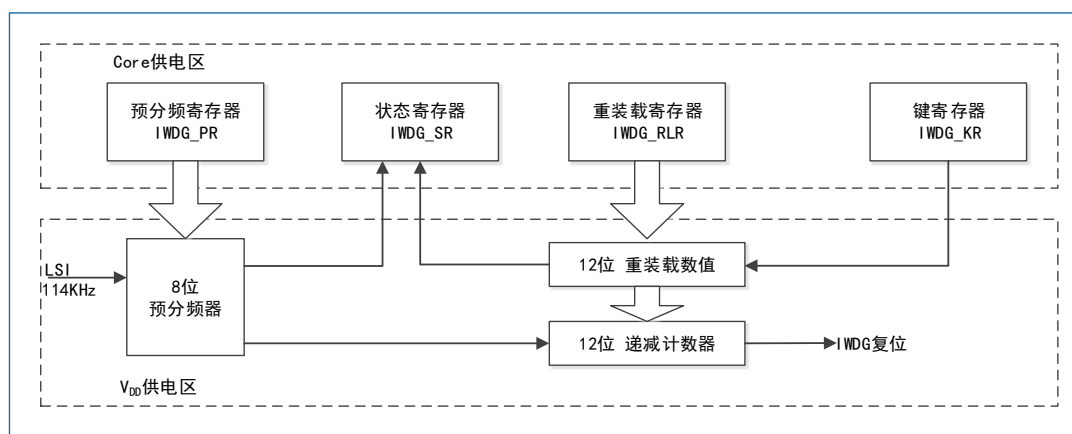 Core供电区
预分频寄存器
IWDG_PR
状态寄存器
IWDG_SR
重装载寄存器
IWDG_RLR
键寄存器
IWDG_KR
LSI
114KHz
8位
预分频器
12位 重装载数值
12位 递减计数器
IWDG复位
VDD供电区